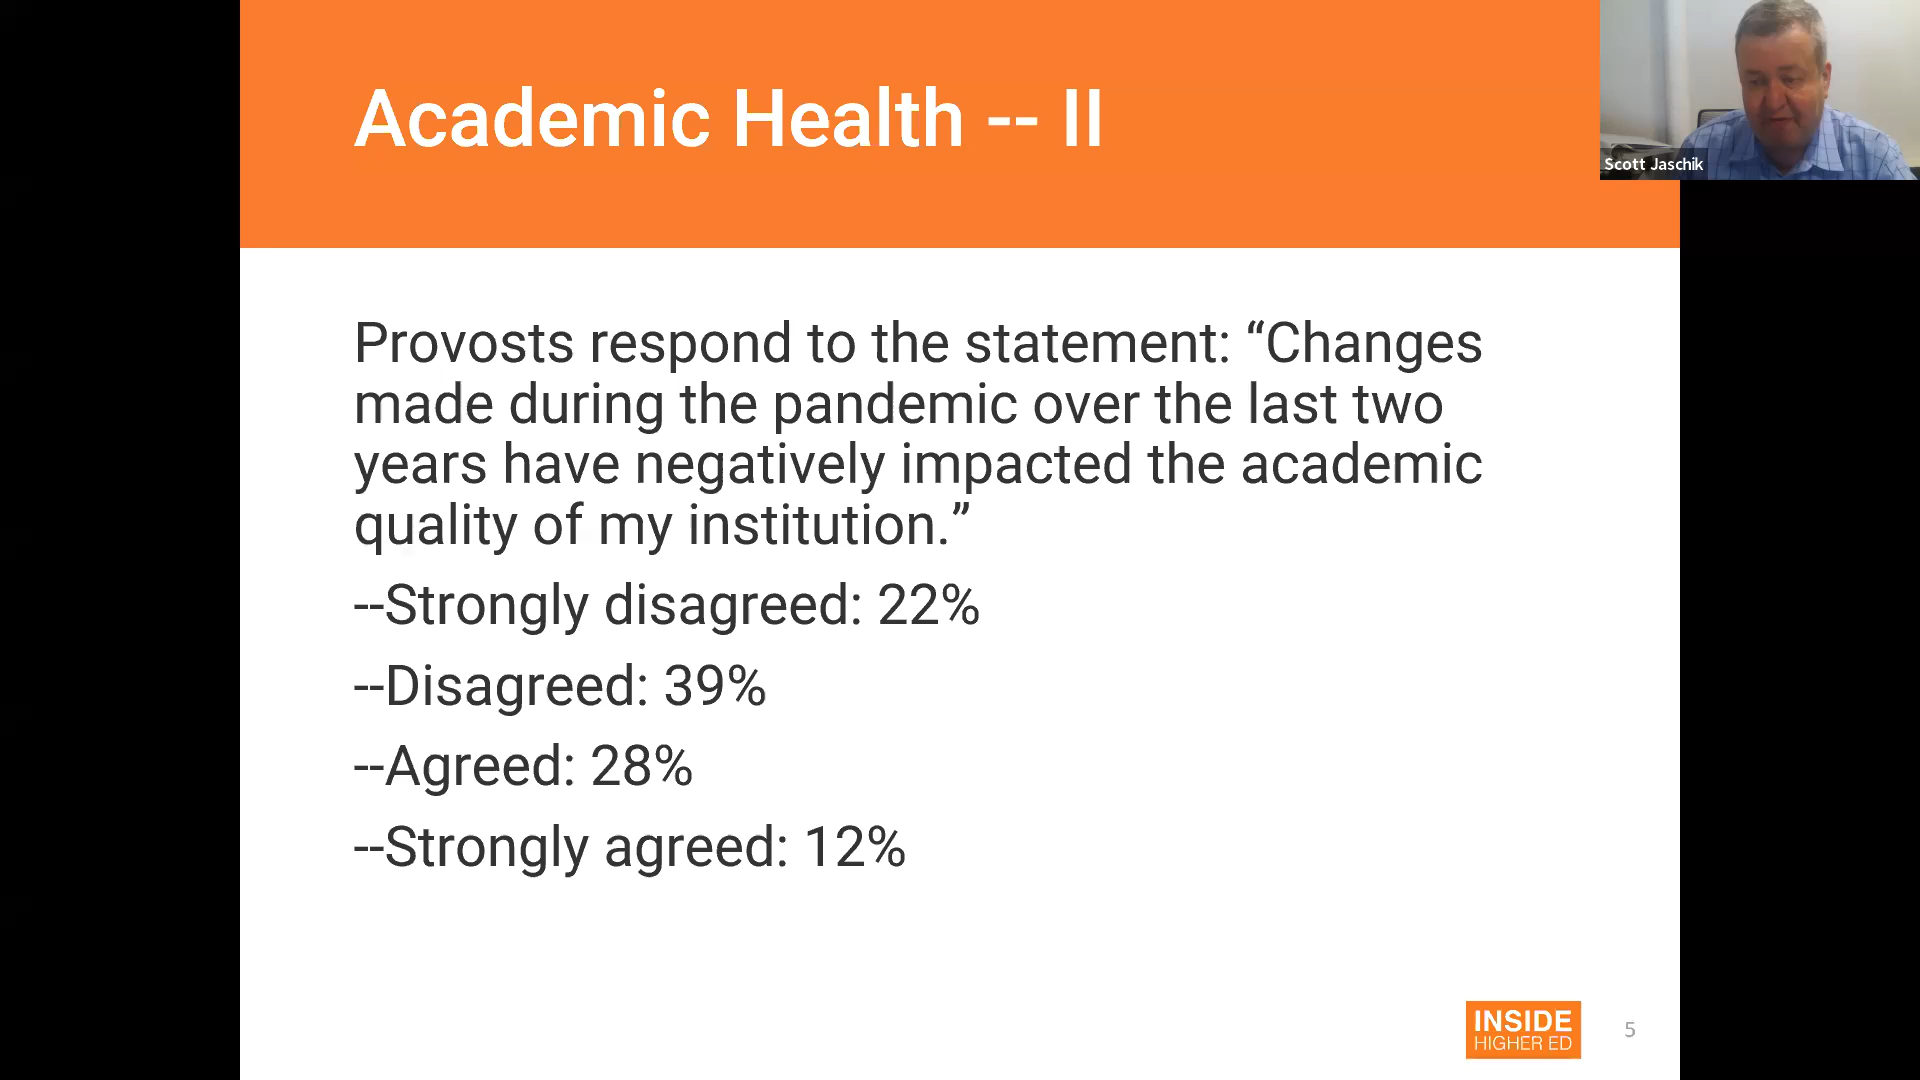 Academic Health -- II
Scott Jaschik
Provosts respond to the statement: “Changes
made during the pandemic over the last two
years have negatively impacted the academic
quality of my institution.”
--Strongly disagreed: 22%
--Disagreed: 39%
--Agreed: 28%
--Strongly agreed: 12%
INSIDE
HIGHER ED
5